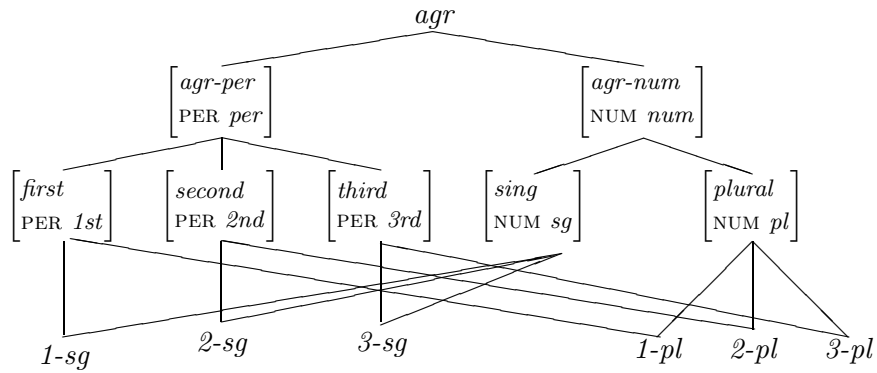 agr
agr-per agr-num
PER per NUM num
first second third sing plural
PER 1st PER 2nd PER 3rd NUM sg NUM pl
1-sg 2-sg 3-sg 1-pl 2-pl 3-pl